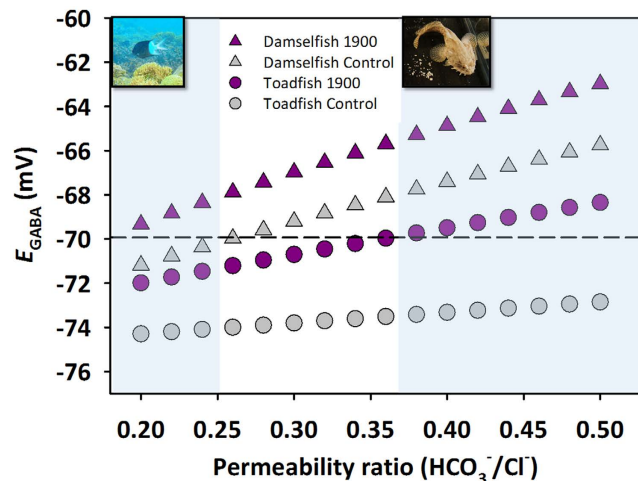 -60
-62
-64
-66
-68
-70
-72
-74
-76
E_GABA (mV)
Damselfish 1900
Damselfish Control
Toadfish 1900
Toadfish Control
0.20 0.25 0.30 0.35 0.40 0.45 0.50
Permeability ratio (HCO₃⁻/Cl⁻)